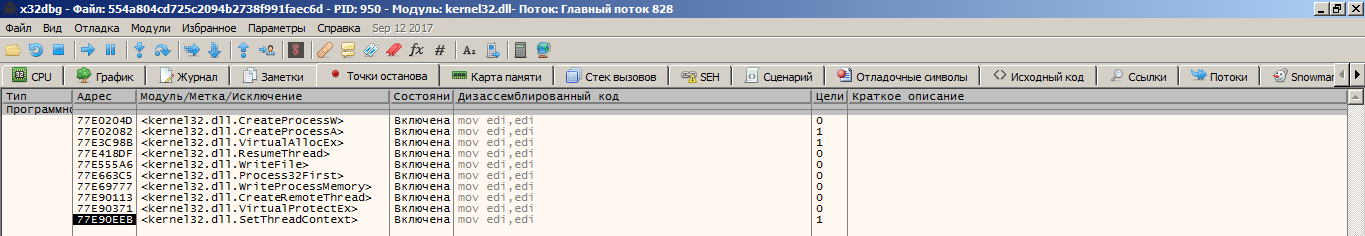 x32dbg - Файл: 554a804cd725c2094b2738f991faec6d - PID: 950 - Модуль: kernel32.dll- Поток: Главный поток 828
Файл Вид Отладка Модули Избранное Параметры Справка Sep 12 2017
CPU График Журнал Заметки Точки останова Карта памяти Стек вызовов SEH Сценарий Отладочные символы Исходный код Ссылки Потоки Snowman
Тип Адрес Модуль/Метка/Исключение Состояни Дизассемблированный код Цели Краткое описание
Программно
77E0204D <kernel32.dll.CreateProcessW> Включена mov edi,edi 0
77E02082 <kernel32.dll.CreateProcessA> Включена mov edi,edi 1
77E3C98B <kernel32.dll.VirtualAllocEx> Включена mov edi,edi 1
77E418DF <kernel32.dll.ResumeThread> Включена mov edi,edi 0
77E555A6 <kernel32.dll.WriteFile> Включена mov edi,edi 0
77E663C5 <kernel32.dll.Process32First> Включена mov edi,edi 0
77E69777 <kernel32.dll.WriteProcessMemory> Включена mov edi,edi 0
77E90113 <kernel32.dll.CreateRemoteThread> Включена mov edi,edi 0
77E90371 <kernel32.dll.VirtualProtectEx> Включена mov edi,edi 0
77E90EEB <kernel32.dll.SetThreadContext> Включена mov edi,edi 1